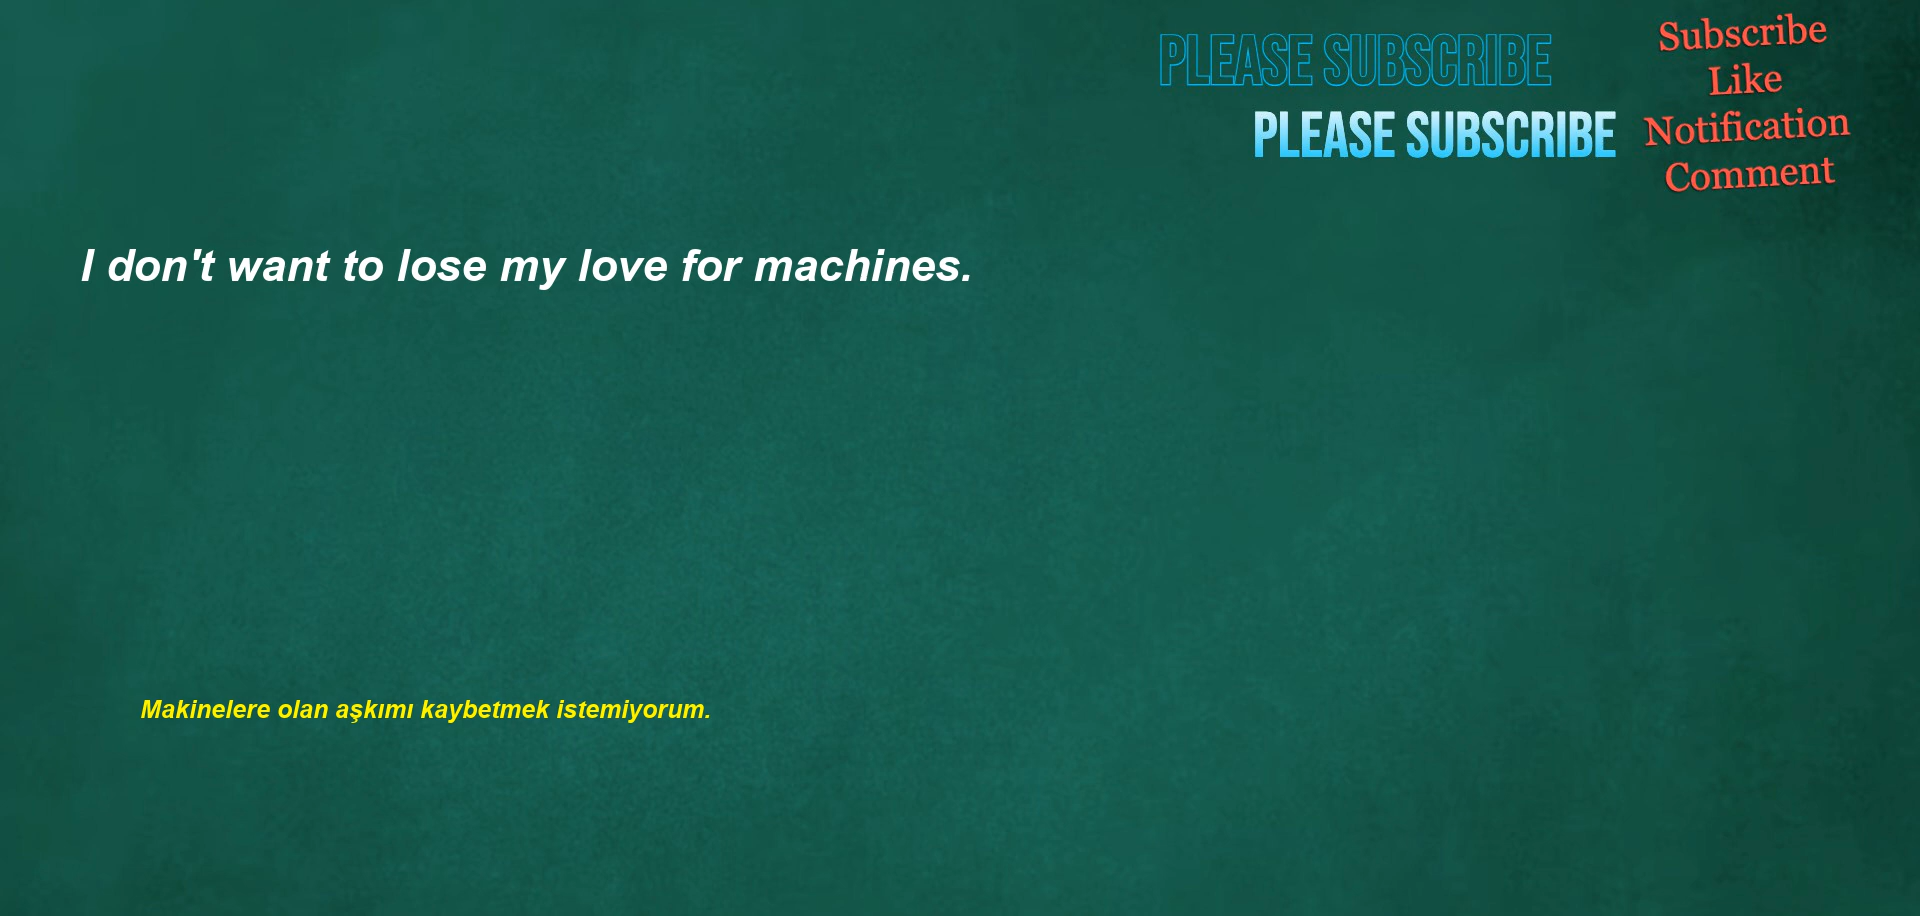 PLEASE SUBSCRIBE
PLEASE SUBSCRIBE
Subscribe
Like
Notification
Comment
I don't want to lose my love for machines.
Makinelere olan aşkımı kaybetmek istemiyorum.